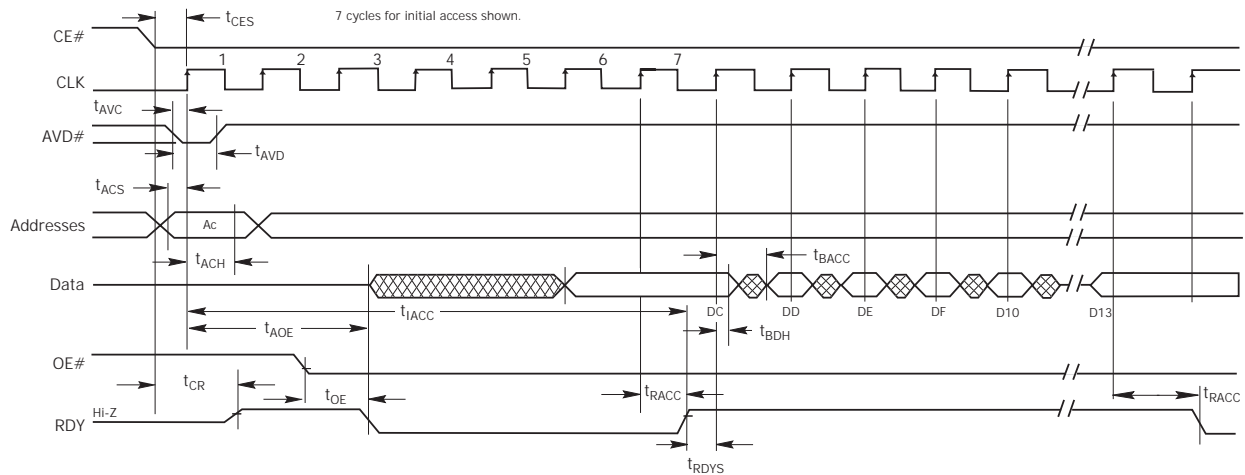 tCES
7 cycles for initial access shown.
CE#
1 2 3 4 5 6 7
CLK
tAVC
AVD#
tAVD
tACS
Addresses
Ac
tACH
tBACC
Data
tIACC
DC DD DE DF D10 D13
tAOE
tBDH
OE#
tCR
tOE
tRACC
tRACC
Hi-Z
RDY
tRDYS